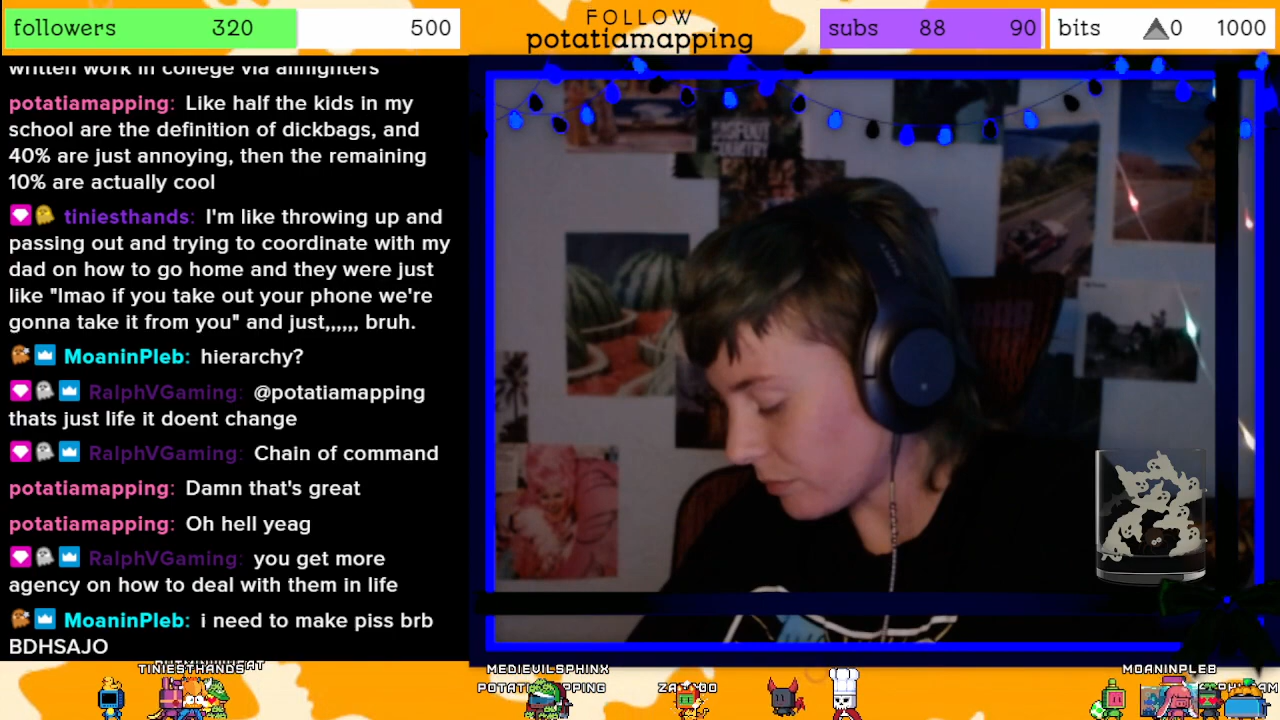 followers 320 500
FOLLOW
potatiamapping
subs 88 90
bits 0 1000
written work in college via allnighters
potatiamapping: Like half the kids in my
school are the definition of dickbags, and
40% are just annoying, then the remaining
10% are actually cool
tiniesthands: I'm like throwing up and
passing out and trying to coordinate with my
dad on how to go home and they were just
like "lmao if you take out your phone we're
gonna take it from you" and just,,,,,, bruh.
MoaninPleb: hierarchy?
RalphVGaming: @potatiamapping
thats just life it doent change
RalphVGaming: Chain of command
potatiamapping: Damn that's great
potatiamapping: Oh hell yeag
RalphVGaming: you get more
agency on how to deal with them in life
MoaninPleb: i need to make piss brb
BDHSAJO
BIGFOOT
COUNTRY
TINIESTHANDS
MEDIEVILSPHINX
MOANINPLEB